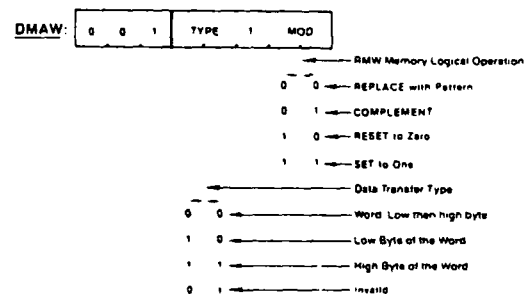 DMAW: 0 0 1 TYPE 1 MOD
RMW Memory Logical Operation
0 0 REPLACE with Pattern
0 1 COMPLEMENT
1 0 RESET to Zero
1 1 SET to One
Data Transfer Type
0 0 Word, Low then high byte
1 0 Low Byte of the Word
1 1 High Byte of the Word
0 1 Invalid